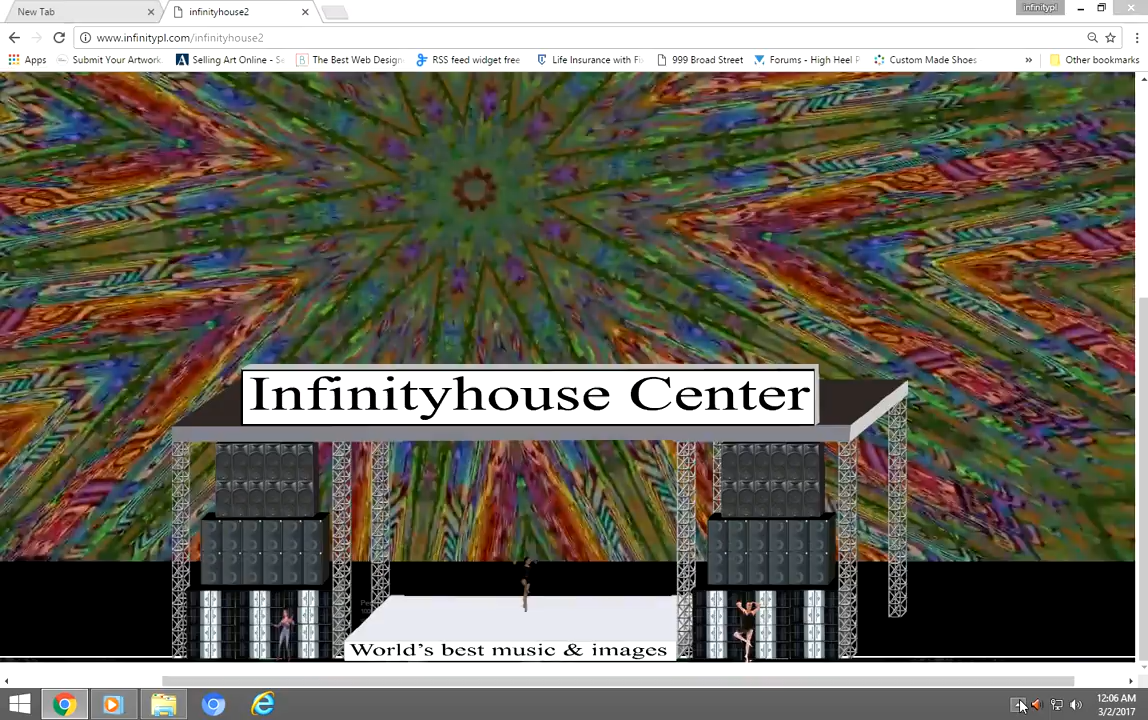 New Tab
infinityhouse2
infinitypl
www.infinitypl.com/infinityhouse2
Apps
Submit Your Artwork
Selling Art Online - Se
The Best Web Design
RSS feed widget free
Life Insurance with Fi
999 Broad Street
Forums - High Heel P
Custom Made Shoes
»
Other bookmarks
Infinityhouse Center
World's best music & images
12:06 AM
3/2/2017